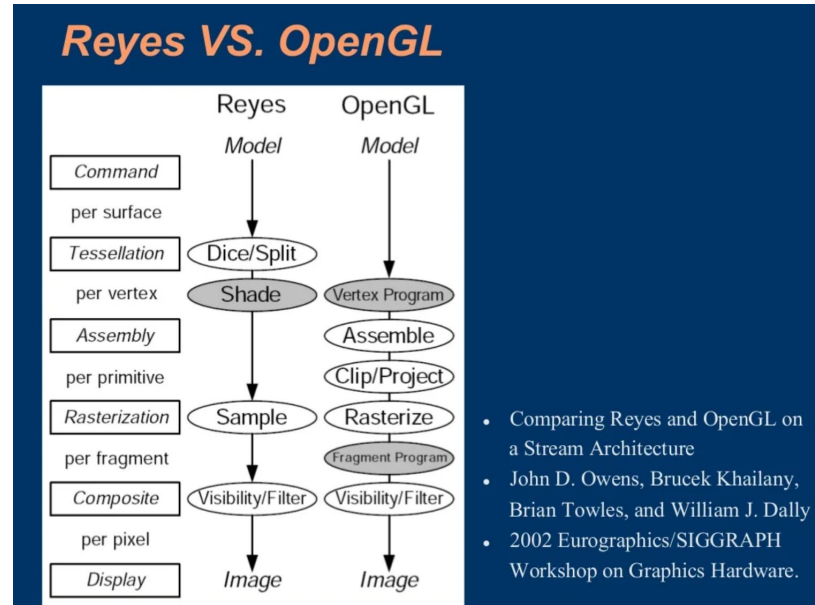 Reyes VS. OpenGL
Reyes OpenGL
Model Model
Command
per surface
Tessellation Dice/Split
per vertex Shade Vertex Program
Assembly Assemble
per primitive Clip/Project
Rasterization Sample Rasterize
per fragment Fragment Program
Composite Visibility/Filter Visibility/Filter
per pixel
Display Image Image
• Comparing Reyes and OpenGL on
a Stream Architecture
• John D. Owens, Brucek Khailany,
Brian Towles, and William J. Dally
• 2002 Eurographics/SIGGRAPH
Workshop on Graphics Hardware.